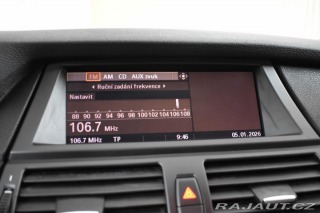 FM AM CD AUX zvuk
Ruční zadání frekvence
Nastavit
88 90 92 94 96 98 100 102 104 106 108
106.7 MHz
106.7 MHz TP 9:46 05.01.2026
RAJAUT.CZ